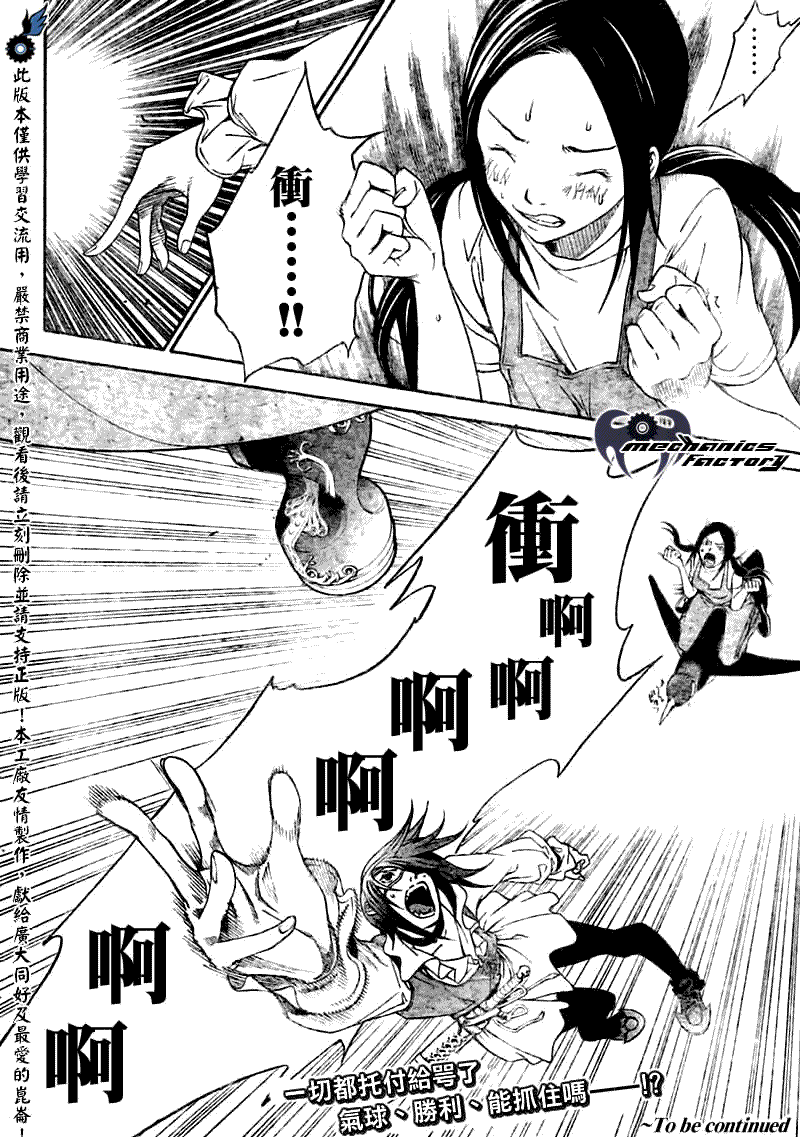 ……
衝……!!
mechanics
factory
衝
啊
啊
啊
啊
啊
啊
一切都托付給咢了
氣球、勝利、能抓住嗎——!?
~To be continued
此版本僅供學習交流用，嚴禁商業用途，觀看後請立刻刪除並請支持正版！本工廠友情製作，獻給廣大同好及最愛的崑崙！